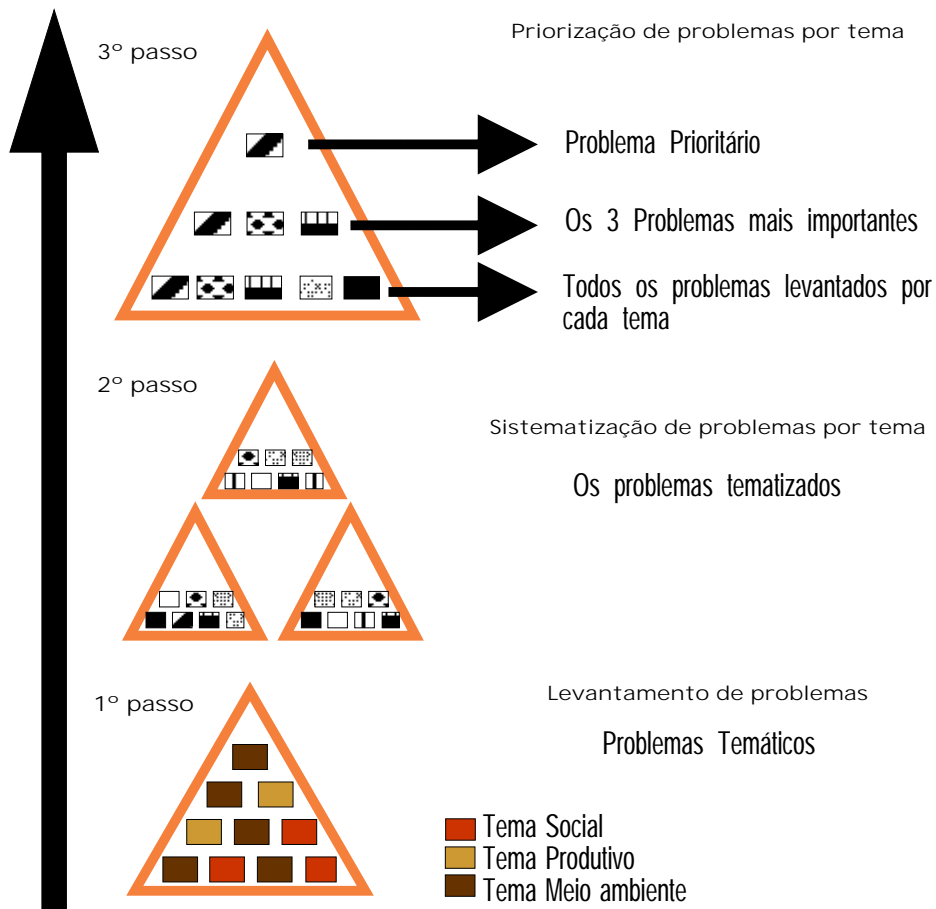 3º passo
Priorização de problemas por tema
Problema Prioritário
Os 3 Problemas mais importantes
Todos os problemas levantados por
cada tema
2º passo
Sistematização de problemas por tema
Os problemas tematizados
1º passo
Levantamento de problemas
Problemas Temáticos
Tema Social
Tema Produtivo
Tema Meio ambiente